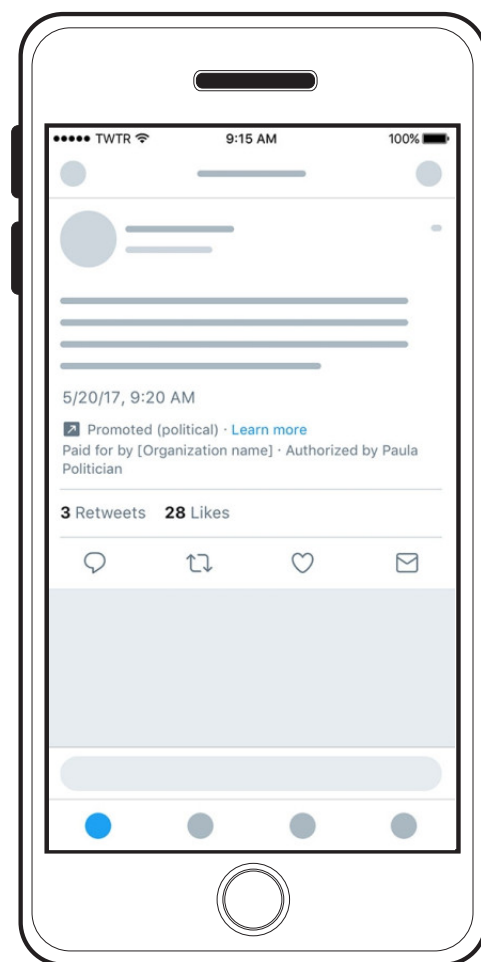 TWTR 9:15 AM 100%
5/20/17, 9:20 AM
Promoted (political) · Learn more
Paid for by [Organization name] · Authorized by Paula
Politician
3 Retweets 28 Likes